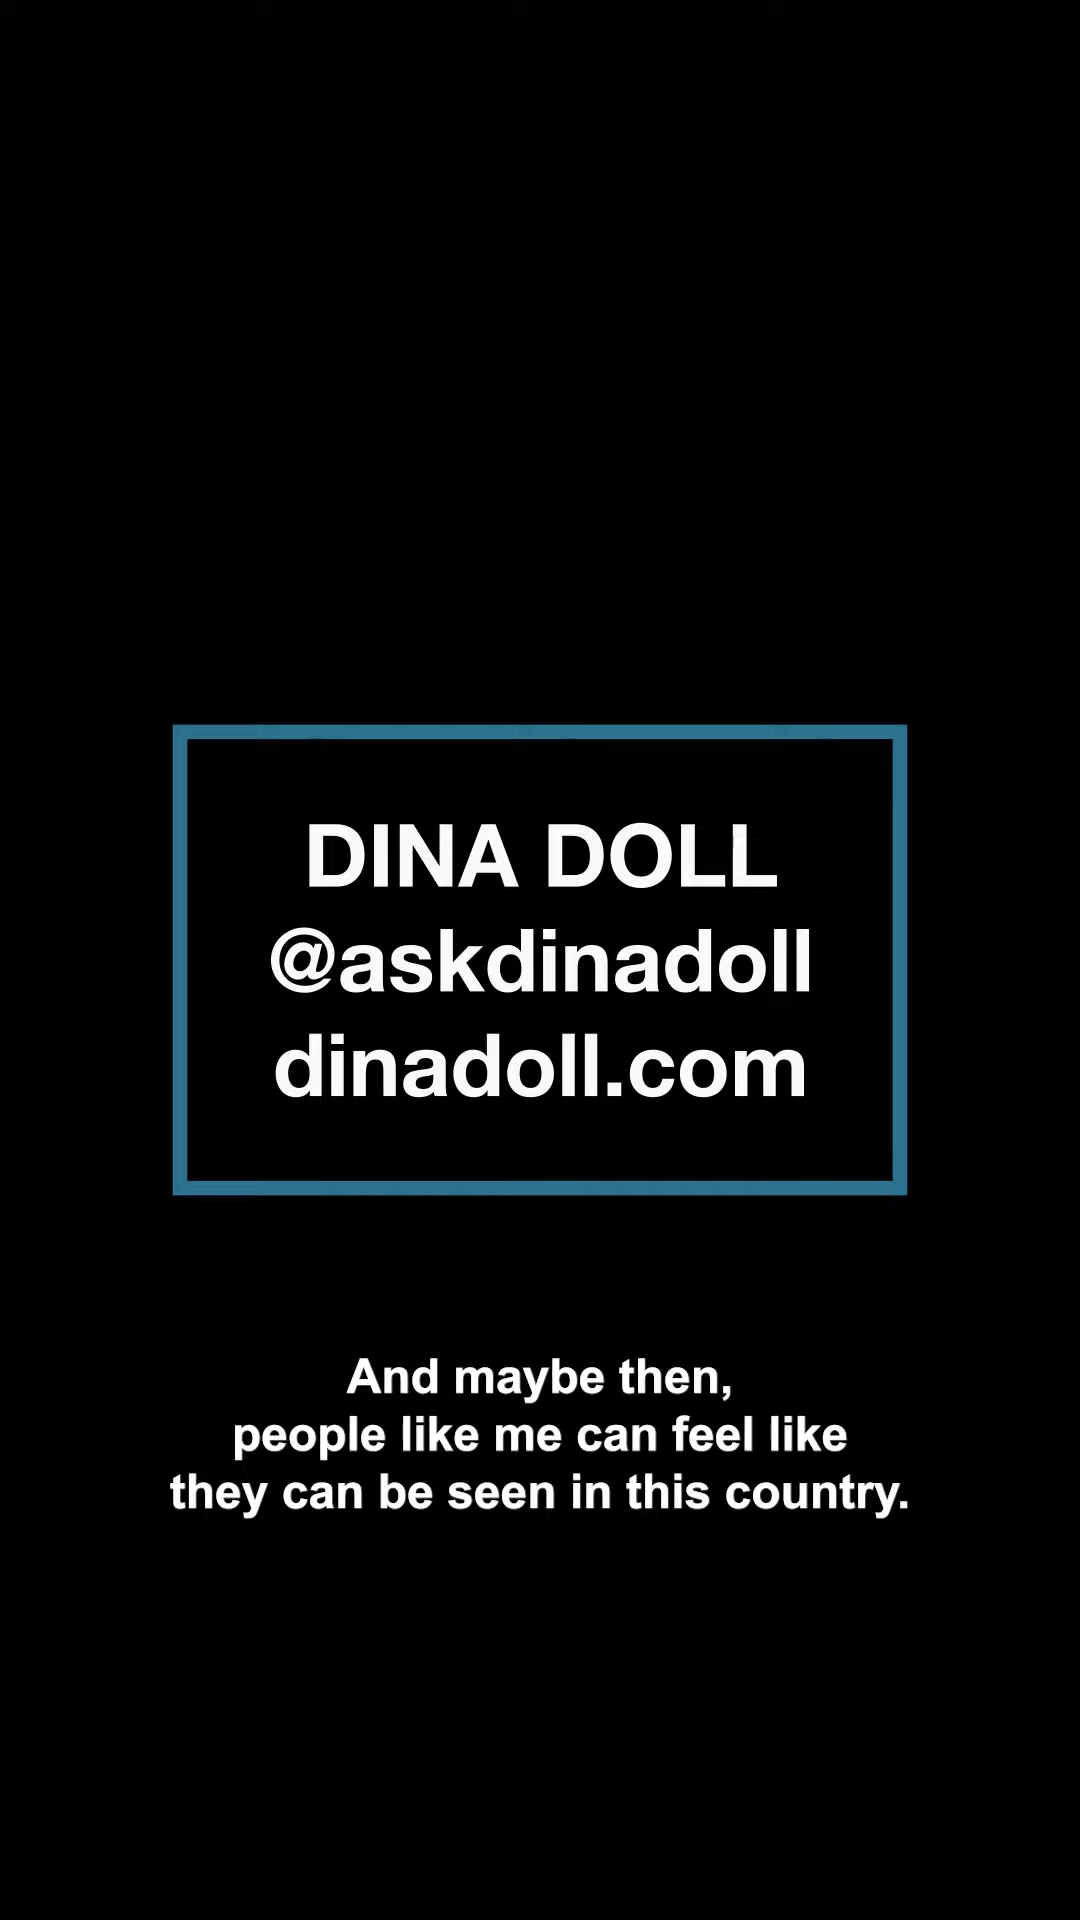 DINA DOLL
@askdinadoll
dinadoll.com
And maybe then,
people like me can feel like
they can be seen in this country.